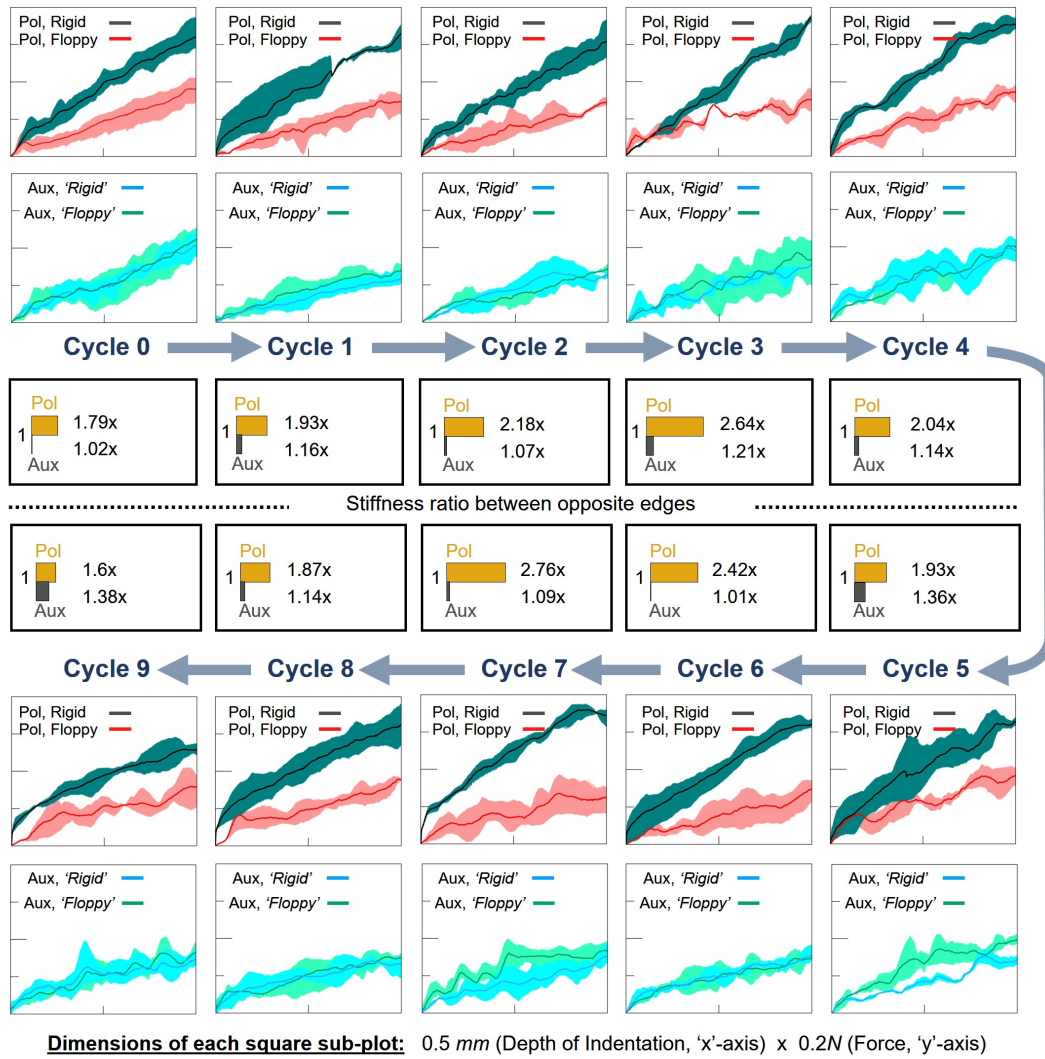 Pol, Rigid
Pol, Floppy
Pol, Rigid
Pol, Floppy
Pol, Rigid
Pol, Floppy
Pol, Rigid
Pol, Floppy
Pol, Rigid
Pol, Floppy
Aux, ‘Rigid’
Aux, ‘Floppy’
Aux, ‘Rigid’
Aux, ‘Floppy’
Aux, ‘Rigid’
Aux, ‘Floppy’
Aux, ‘Rigid’
Aux, ‘Floppy’
Aux, ‘Rigid’
Aux, ‘Floppy’
Cycle 0
Cycle 1
Cycle 2
Cycle 3
Cycle 4
Pol
1.79x
1
1.02x
Aux
Pol
1.93x
1
1.16x
Aux
Pol
2.18x
1
1.07x
Aux
Pol
2.64x
1
1.21x
Aux
Pol
2.04x
1
1.14x
Aux
Stiffness ratio between opposite edges
Pol
1.6x
1
1.38x
Aux
Pol
1.87x
1
1.14x
Aux
Pol
2.76x
1
1.09x
Aux
Pol
2.42x
1
1.01x
Aux
Pol
1.93x
1
1.36x
Aux
Cycle 9
Cycle 8
Cycle 7
Cycle 6
Cycle 5
Pol, Rigid
Pol, Floppy
Pol, Rigid
Pol, Floppy
Pol, Rigid
Pol, Floppy
Pol, Rigid
Pol, Floppy
Pol, Rigid
Pol, Floppy
Aux, ‘Rigid’
Aux, ‘Floppy’
Aux, ‘Rigid’
Aux, ‘Floppy’
Aux, ‘Rigid’
Aux, ‘Floppy’
Aux, ‘Rigid’
Aux, ‘Floppy’
Aux, ‘Rigid’
Aux, ‘Floppy’
Dimensions of each square sub-plot: 0.5 mm (Depth of Indentation, ‘x’-axis) x 0.2N (Force, ‘y’-axis)